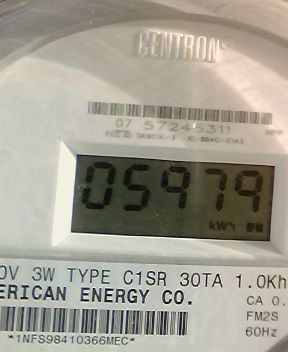 CENTRON
07 57245311
05979
kWh
0V 3W TYPE C1SR 30TA 1.0Kh
ERICAN ENERGY CO. CA 0.
FM2S
*1NFS98410366MEC* 60Hz